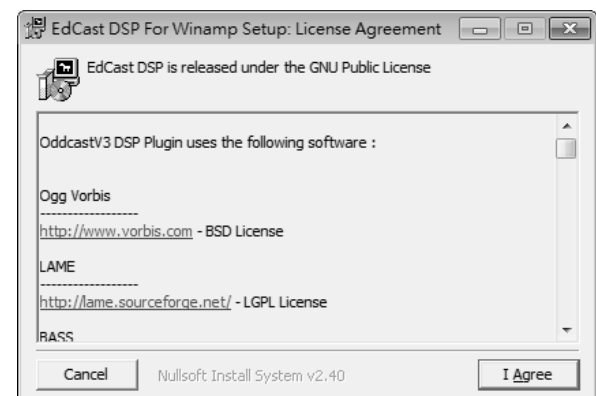 EdCast DSP For Winamp Setup: License Agreement
EdCast DSP is released under the GNU Public License
OddcastV3 DSP Plugin uses the following software :
Ogg Vorbis
------------------
http://www.vorbis.com - BSD License
LAME
------------------
http://lame.sourceforge.net/ - LGPL License
BASS
Cancel
Nullsoft Install System v2.40
I Agree